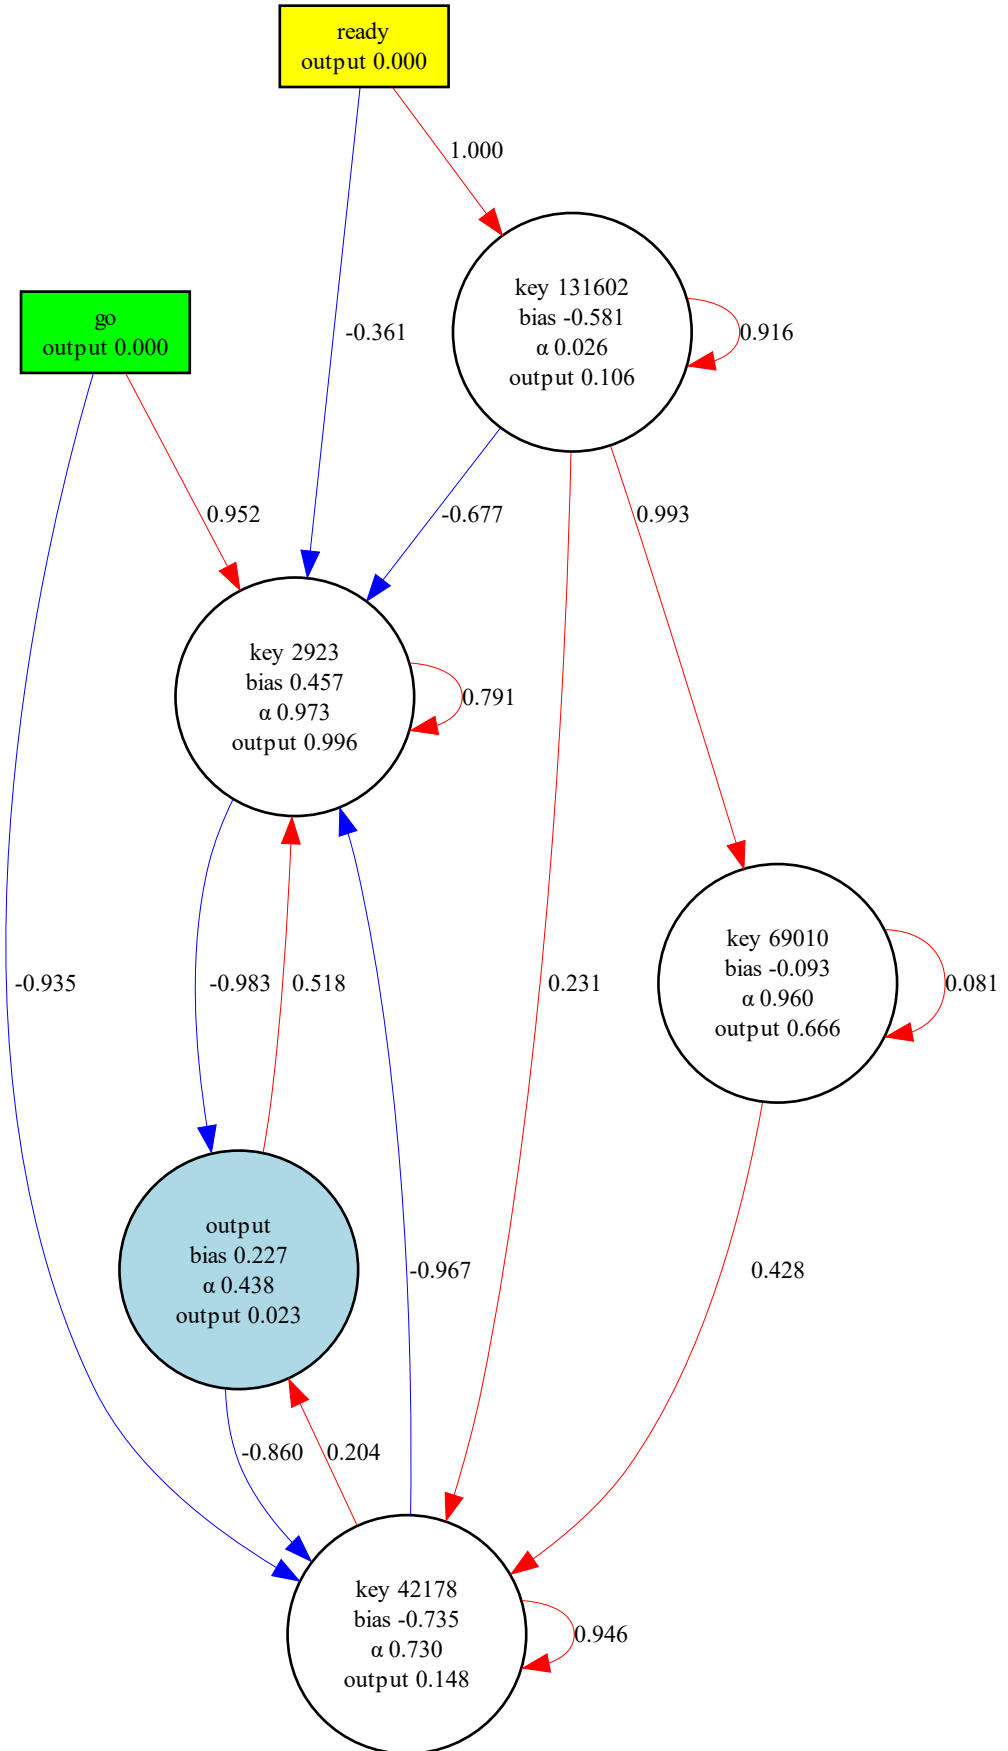 ready
output 0.000
1.000
key 131602
bias -0.581
α 0.026
output 0.106
0.916
go
output 0.000
-0.361
0.952
-0.677
0.993
key 2923
bias 0.457
α 0.973
output 0.996
0.791
key 69010
bias -0.093
α 0.960
output 0.666
0.081
-0.935
-0.983
0.518
0.231
output
bias 0.227
α 0.438
output 0.023
-0.967
0.428
-0.860
0.204
key 42178
bias -0.735
α 0.730
output 0.148
0.946